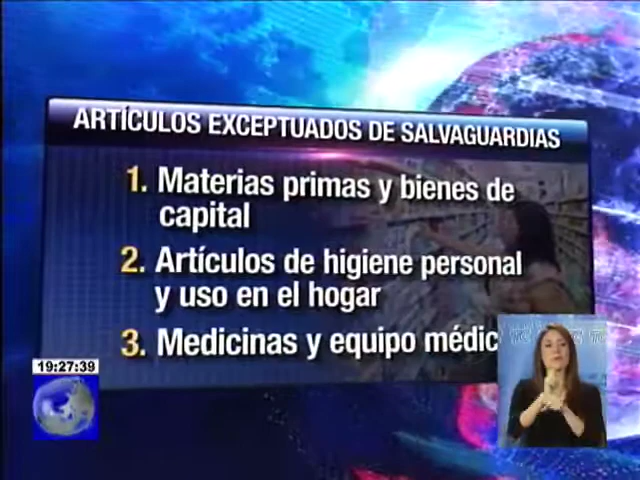 ARTÍCULOS EXCEPTUADOS DE SALVAGUARDIAS
1. Materias primas y bienes de
capital
2. Artículos de higiene personal
y uso en el hogar
3. Medicinas y equipo
19:27:39